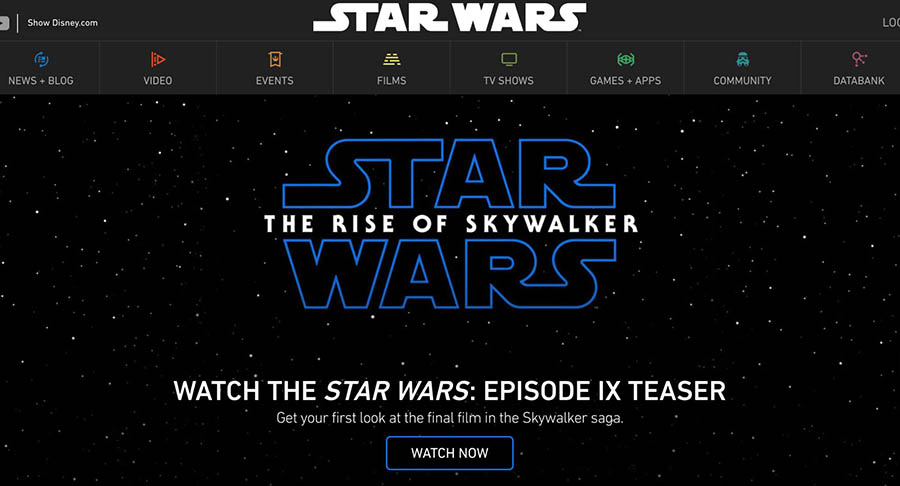 Show Disney.com
STAR WARS
NEWS + BLOG
VIDEO
EVENTS
FILMS
TV SHOWS
GAMES + APPS
COMMUNITY
DATABANK
STAR
THE RISE OF SKYWALKER
WARS
WATCH THE STAR WARS: EPISODE IX TEASER
Get your first look at the final film in the Skywalker saga.
WATCH NOW